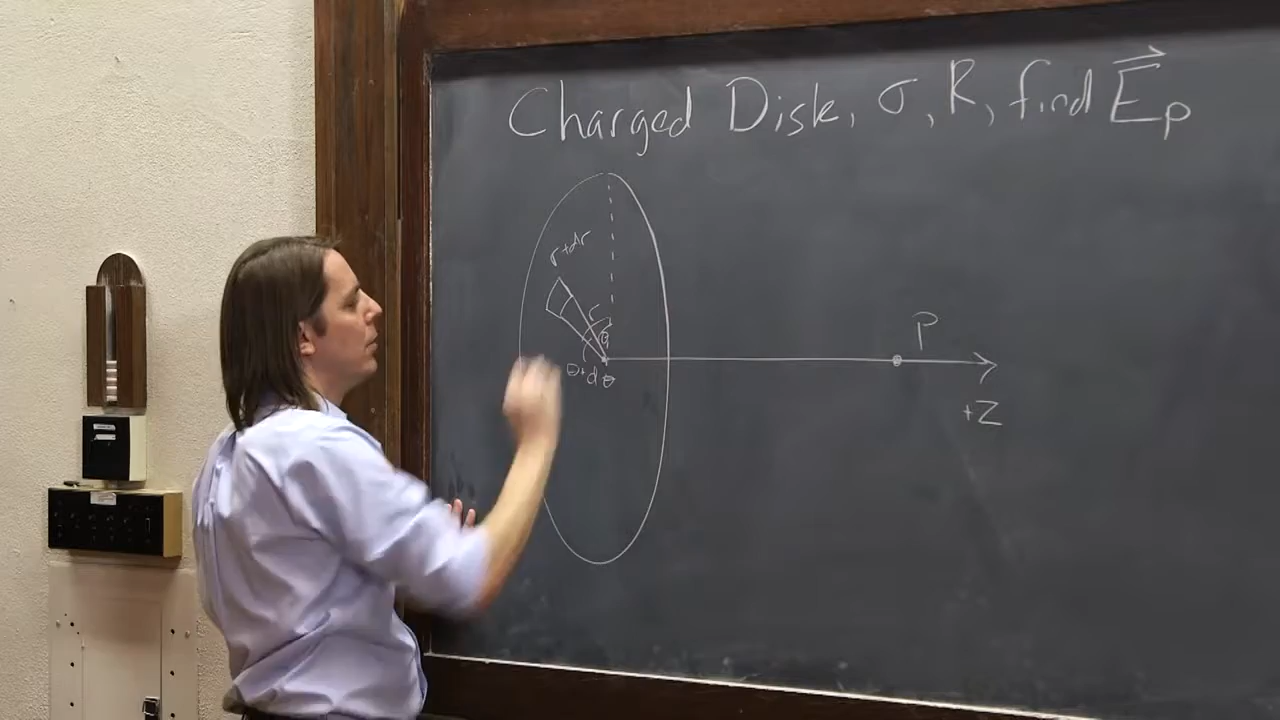 Charged Disk, σ, R, find E⃗p
r+dr
r
θ
θ+dθ
P
+Z